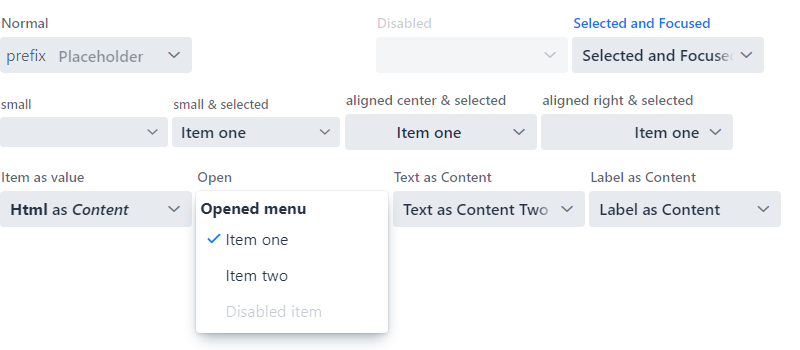 Normal
Disabled
Selected and Focused
prefix Placeholder
Selected and Focused
small
small & selected
aligned center & selected
aligned right & selected
Item one
Item one
Item one
Item as value
Open
Text as Content
Label as Content
Html as Content
Opened menu
Item one
Item two
Disabled item
Text as Content Two
Label as Content